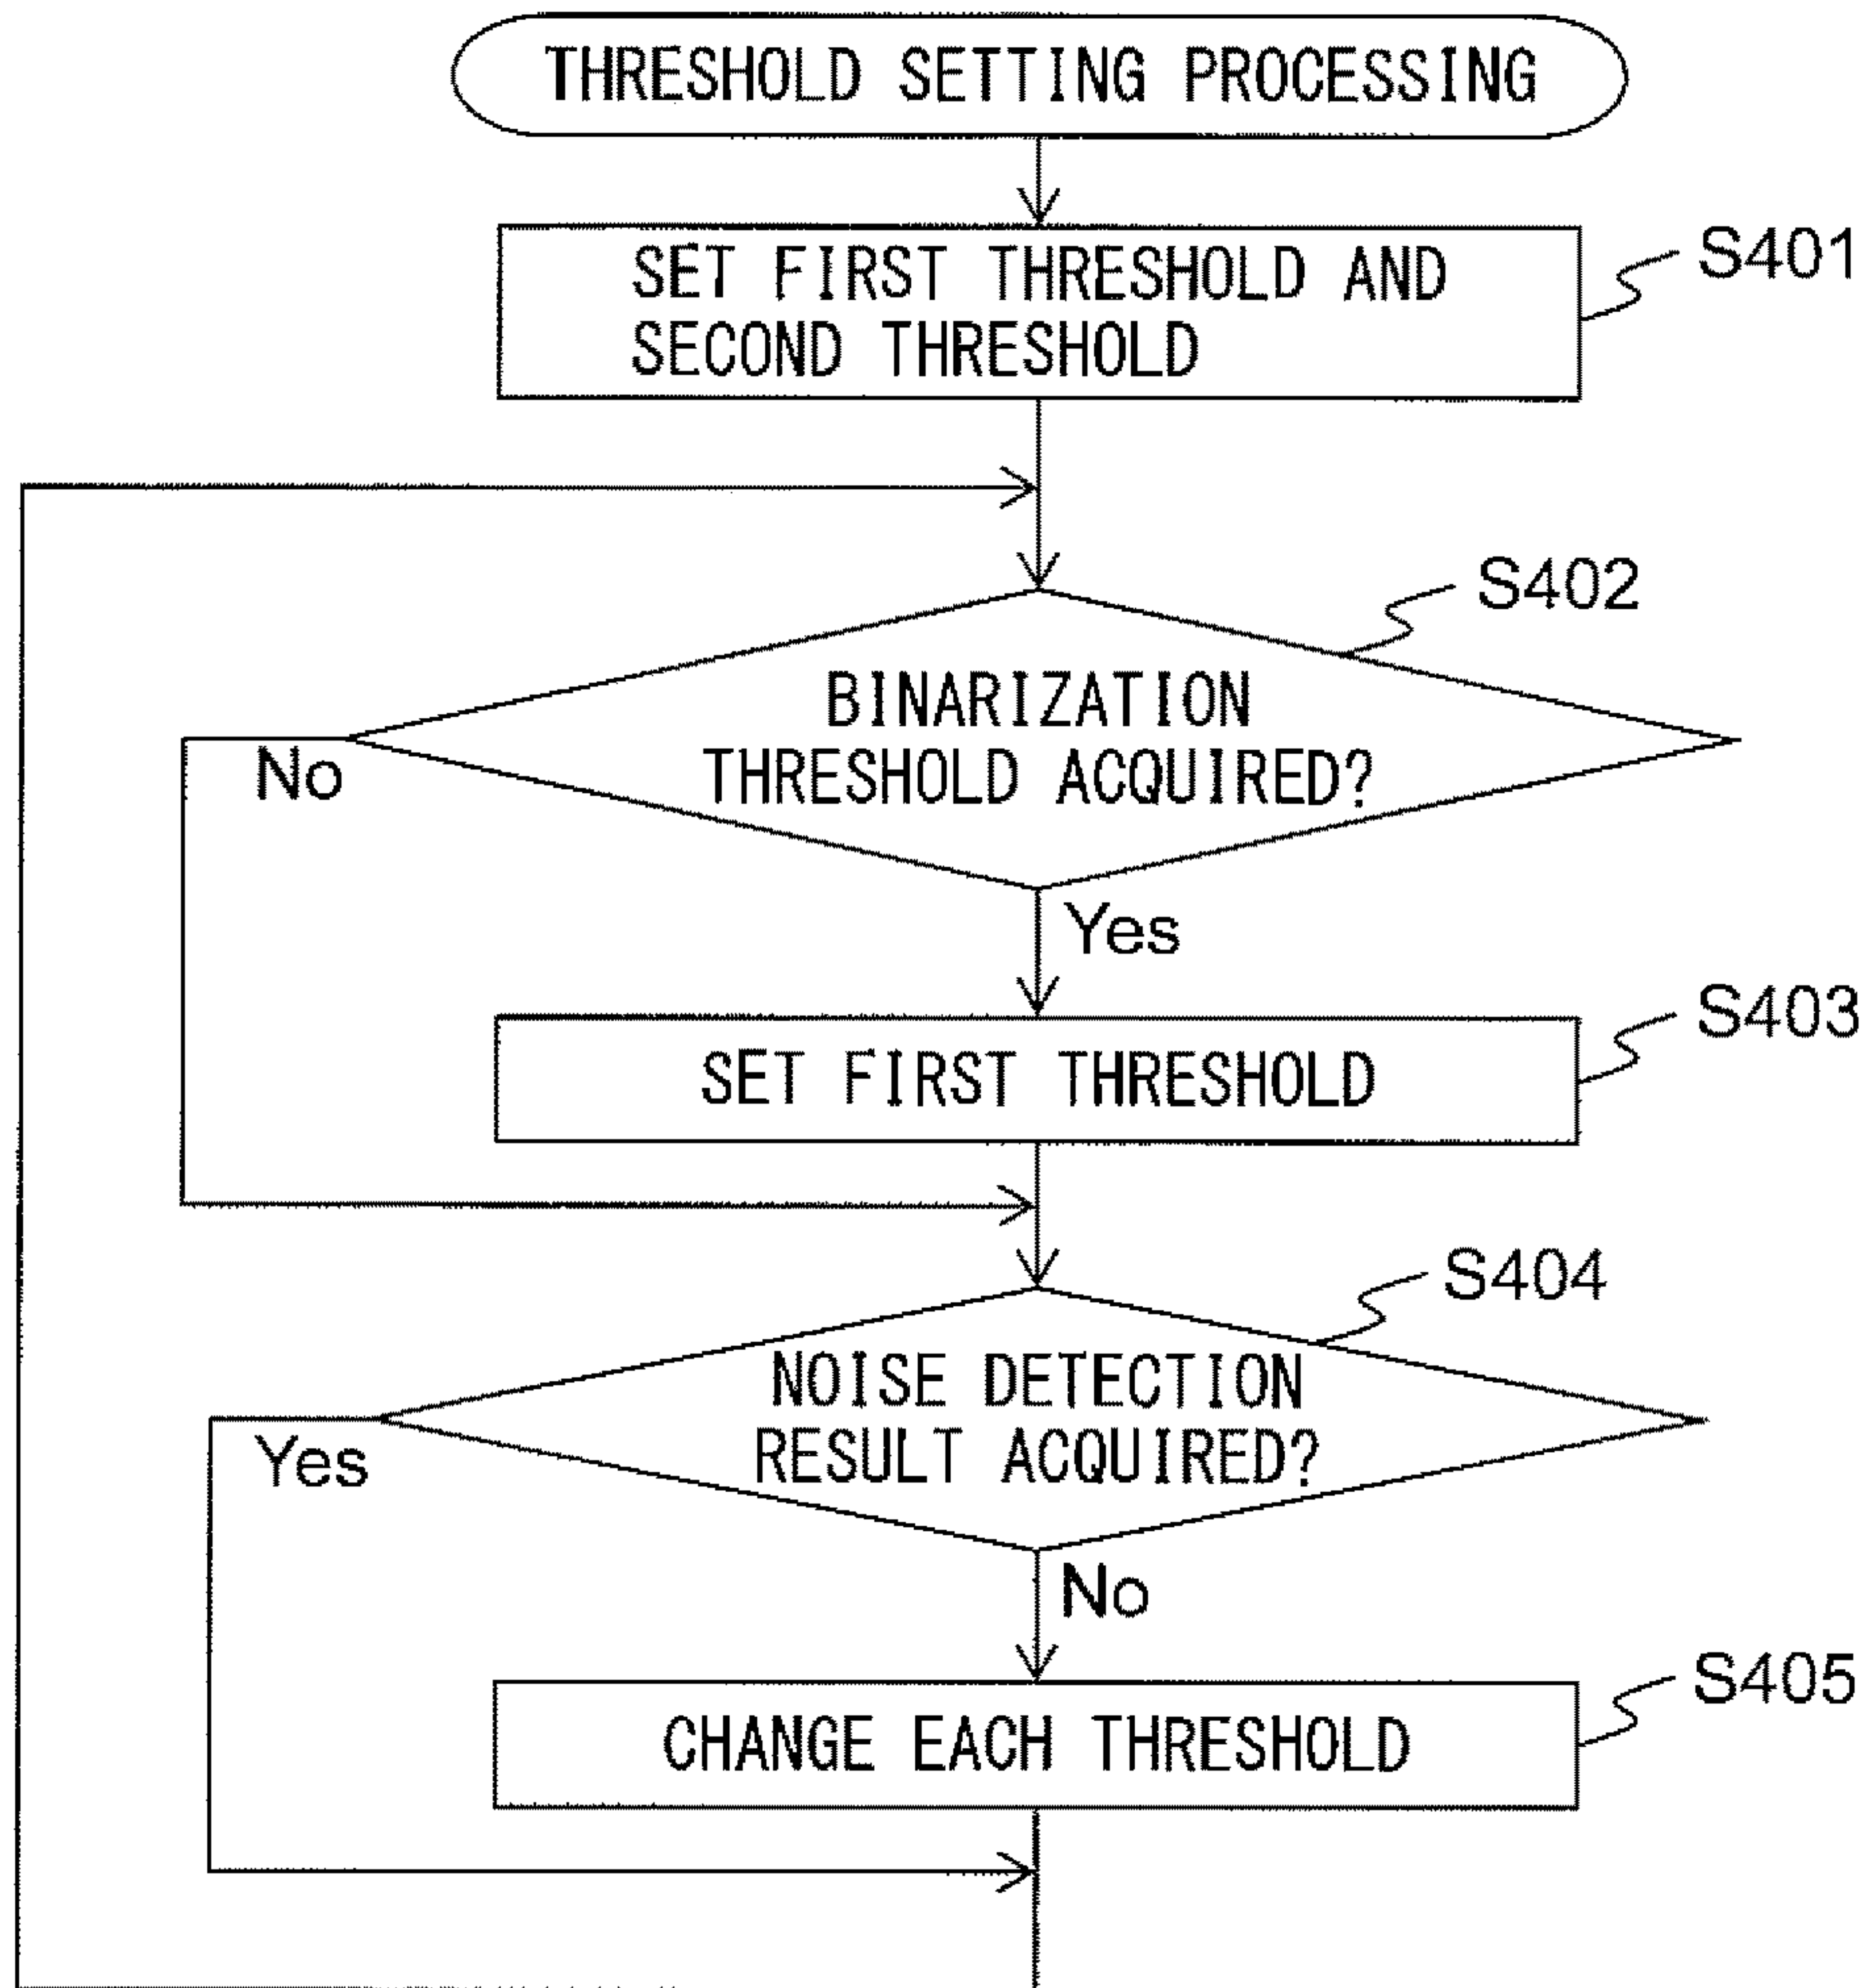 THRESHOLD SETTING PROCESSING
SET FIRST THRESHOLD AND
SECOND THRESHOLD
S401
S402
BINARIZATION
THRESHOLD ACQUIRED?
No
Yes
S403
SET FIRST THRESHOLD
S404
NOISE DETECTION
RESULT ACQUIRED?
Yes
No
S405
CHANGE EACH THRESHOLD